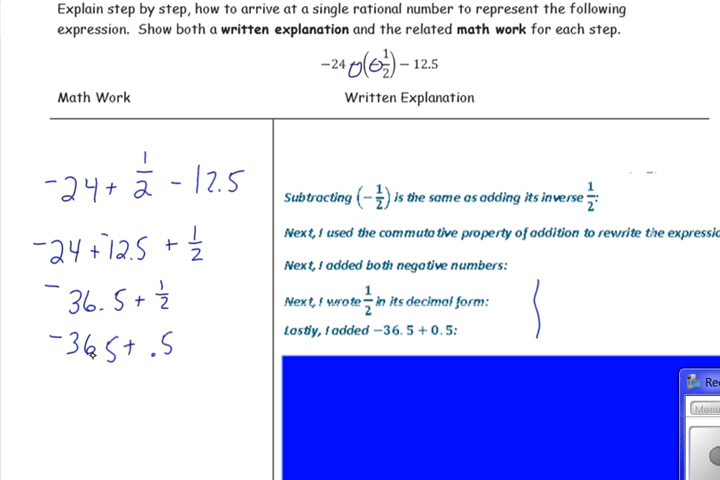 Explain step by step, how to arrive at a single rational number to represent the following
expression. Show both a written explanation and the related math work for each step.
−24 −(−1/2) − 12.5
Math Work
Written Explanation
-24 + 1/2 - 12.5
Subtracting (−1/2) is the same as adding its inverse 1/2:
Next, I used the commutative property of addition to rewrite the expressio
-24 + -12.5 + 1/2
Next, I added both negative numbers:
-36.5 + 1/2
Next, I wrote 1/2 in its decimal form:
Lastly, I added −36.5 + 0.5:
-36.5 + .5
Rec
Menu